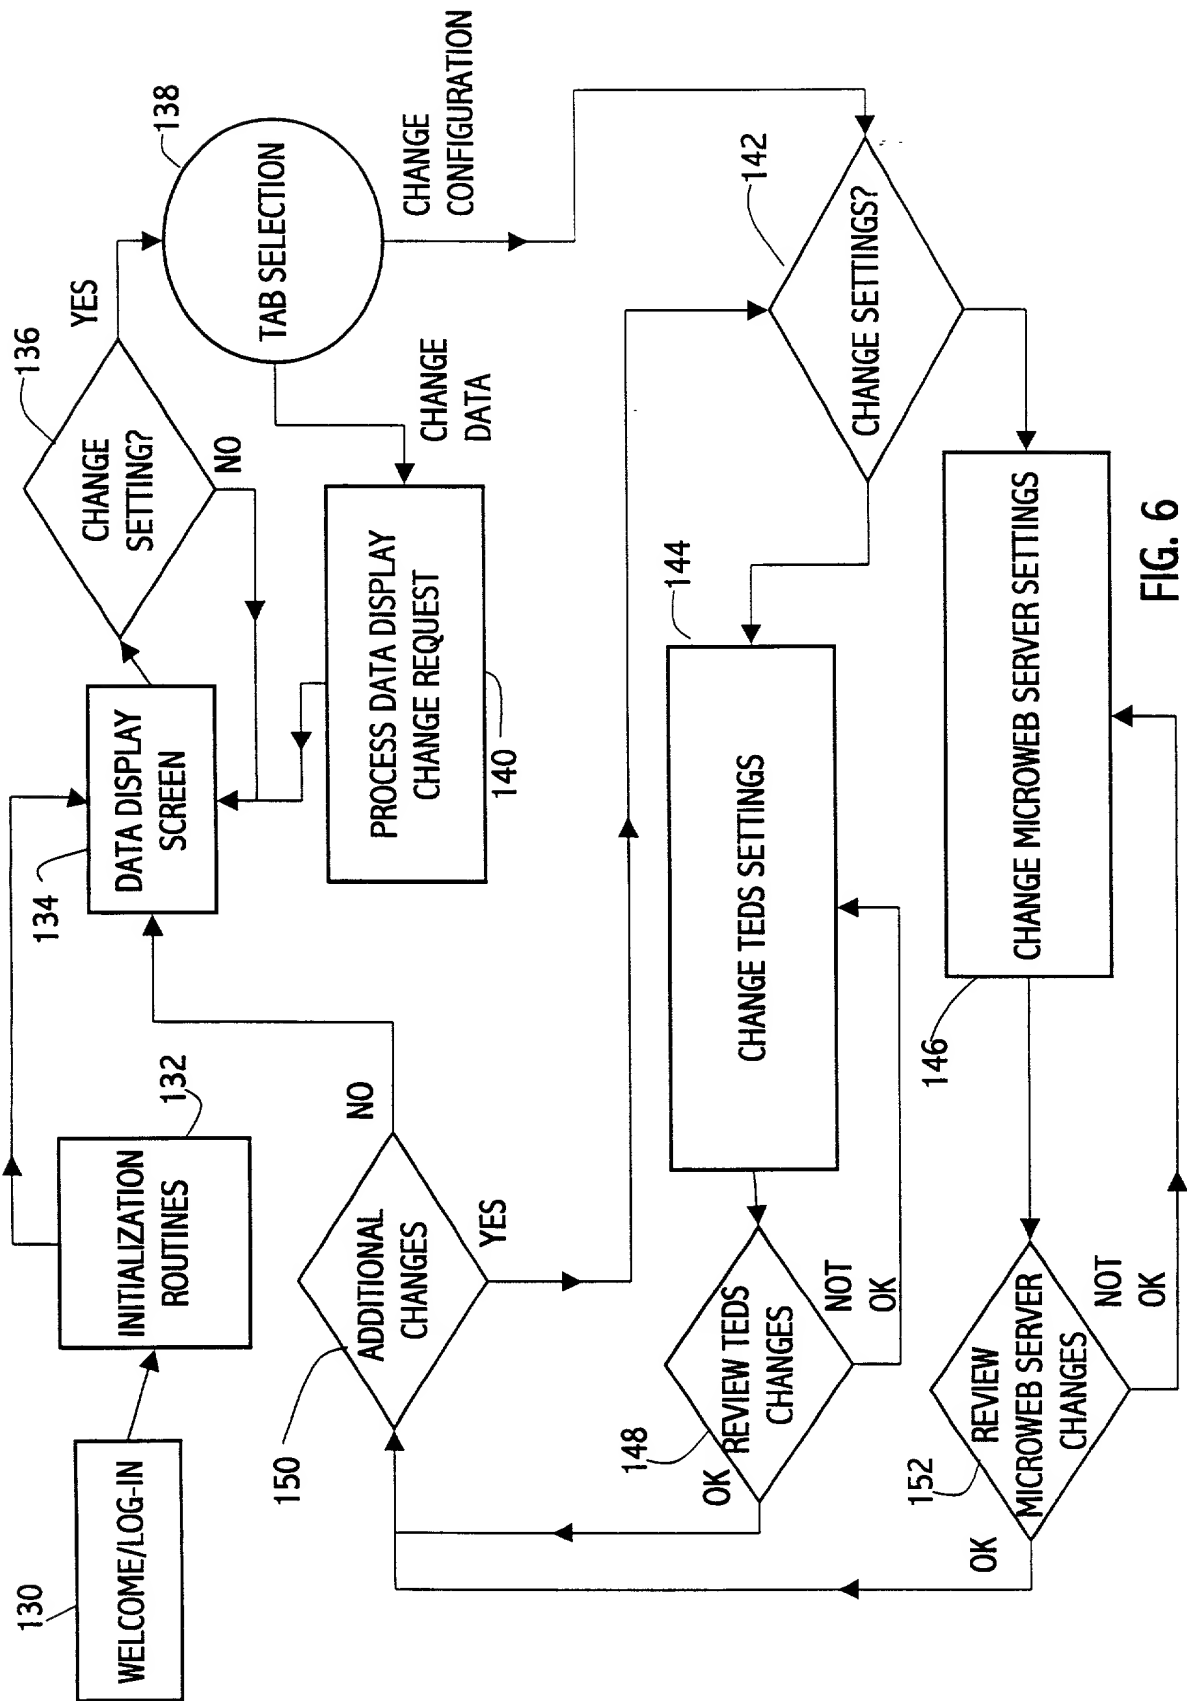 130
WELCOME/LOG-IN
132
INITIALIZATION
ROUTINES
134
DATA DISPLAY
SCREEN
136
CHANGE
SETTING?
YES
NO
138
TAB SELECTION
CHANGE
DATA
CHANGE
CONFIGURATION
PROCESS DATA DISPLAY
CHANGE REQUEST
140
150
ADDITIONAL
CHANGES
NO
YES
142
CHANGE SETTINGS?
144
CHANGE TEDS SETTINGS
148
REVIEW TEDS
CHANGES
OK
NOT
OK
146
CHANGE MICROWEB SERVER SETTINGS
152
REVIEW
MICROWEB SERVER
CHANGES
OK
NOT
OK
FIG. 6